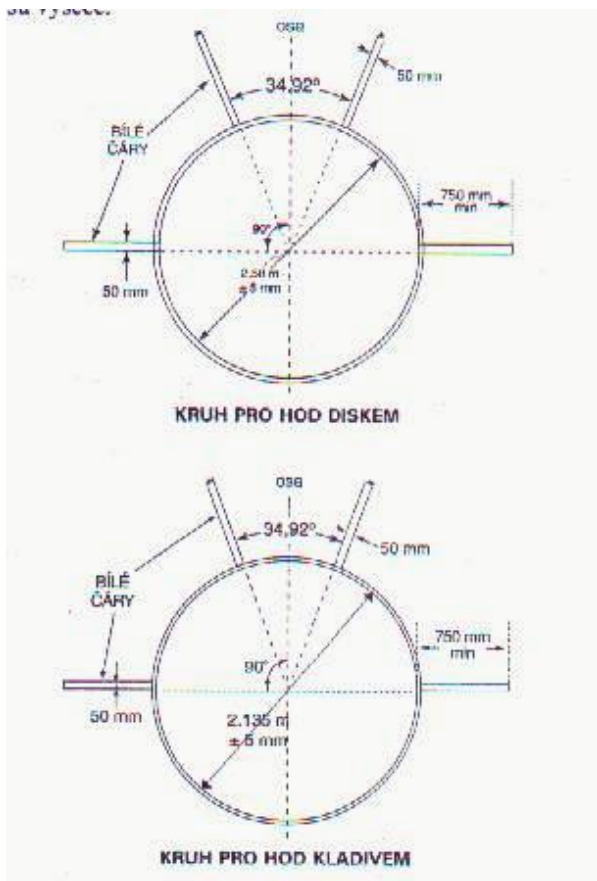 sa výseče.
osa
34,92°
50 mm
BÍLÉ
ČÁRY
750 mm
min
90°
50 mm
± 5 mm
KRUH PRO HOD DISKEM
osa
34,92°
50 mm
BÍLÉ
ČÁRY
750 mm
min
90°
50 mm
2.135 m
± 5 mm
KRUH PRO HOD KLADIVEM